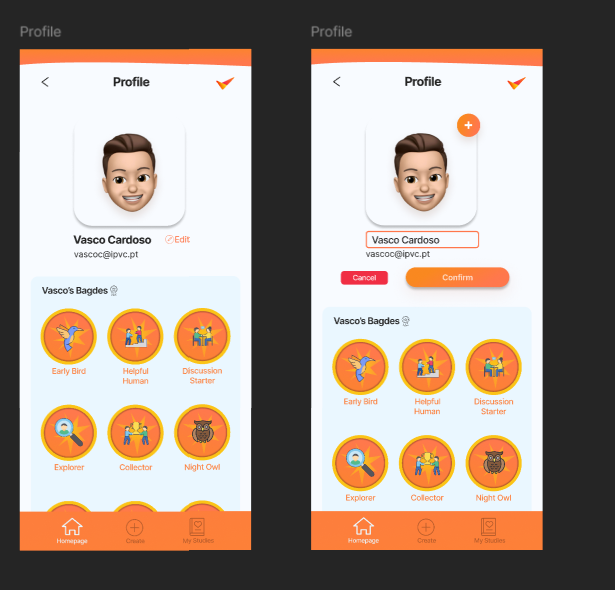 Profile
Profile
Vasco Cardoso
Edit
vascoc@ipvc.pt
Vasco's Bagdes
Early Bird
Helpful
Human
Discussion
Starter
Explorer
Collector
Night Owl
Homepage
Create
My Studies
Profile
Profile
+
Vasco Cardoso
vascoc@ipvc.pt
Cancel
Confirm
Vasco's Bagdes
Early Bird
Helpful
Human
Discussion
Starter
Explorer
Collector
Night Owl
Homepage
Create
My Studies